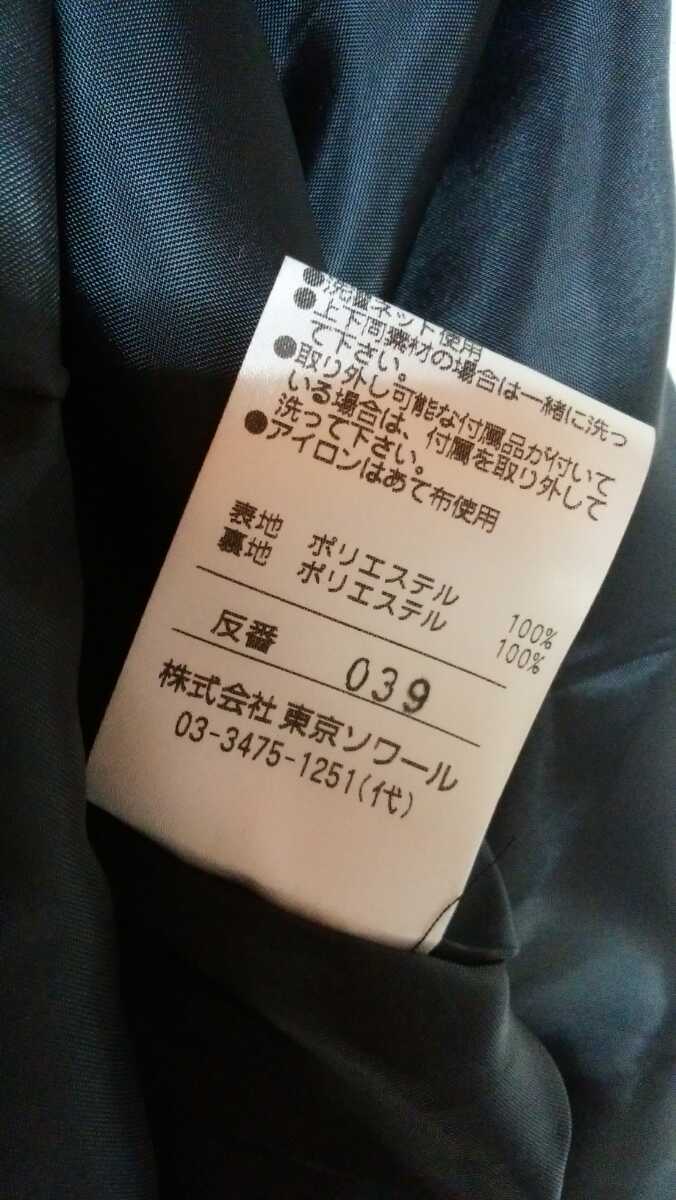 ●洗濯ネット使用
●上下同素材の場合は一緒に洗っ
て下さい。
●取り外し可能な付属品が付いて
いる場合は、付属を取り外して
洗って下さい。
●アイロンはあて布使用
表地 ポリエステル 100%
裏地 ポリエステル 100%
反番 039
株式会社 東京ソワール
03-3475-1251(代)